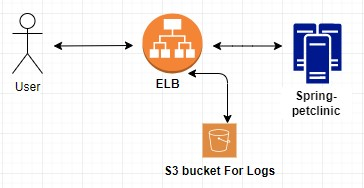 User
ELB
Spring-
petclinic
S3 bucket For Logs